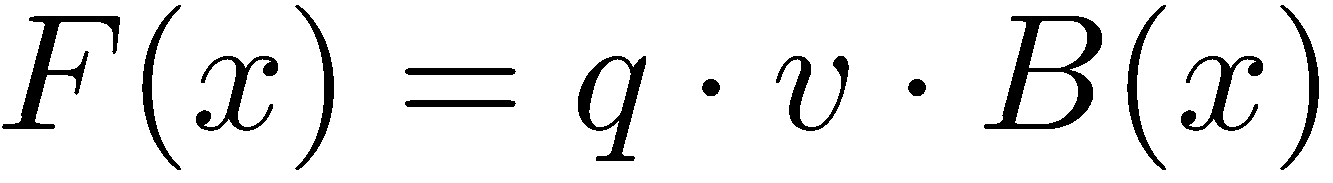 F(x) = q · v · B(x)